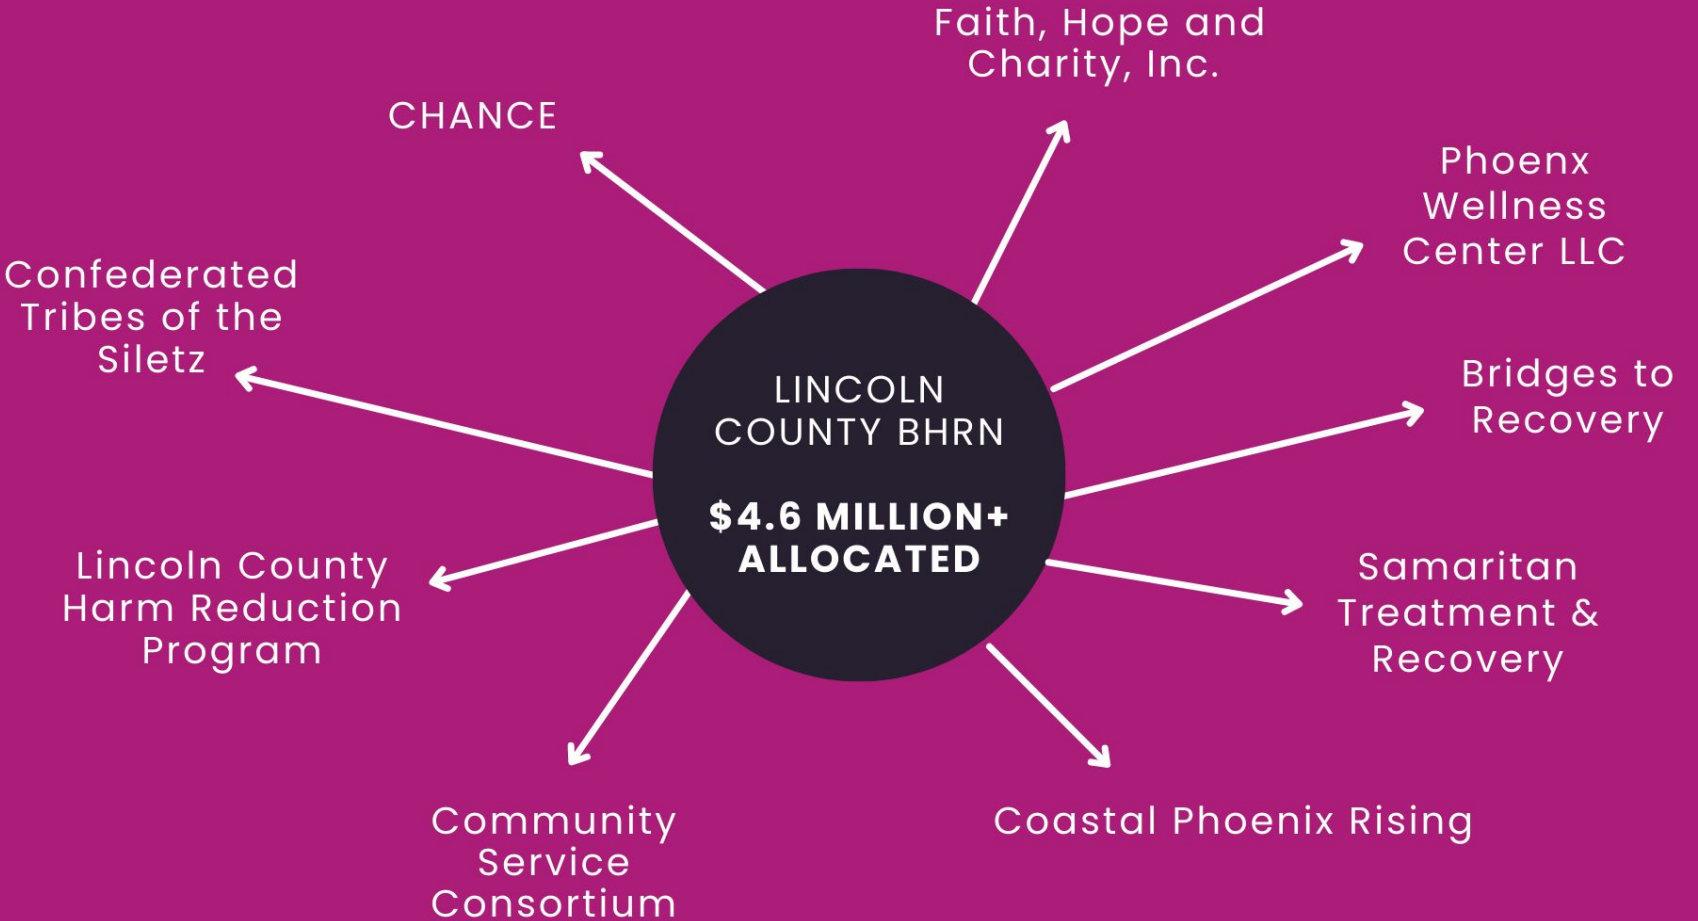 Faith, Hope and
Charity, Inc.
CHANCE
Phoenx
Wellness
Center LLC
Confederated
Tribes of the
Siletz
Bridges to
Recovery
LINCOLN
COUNTY BHRN
$4.6 MILLION+
ALLOCATED
Lincoln County
Harm Reduction
Program
Samaritan
Treatment &
Recovery
Community
Service
Consortium
Coastal Phoenix Rising